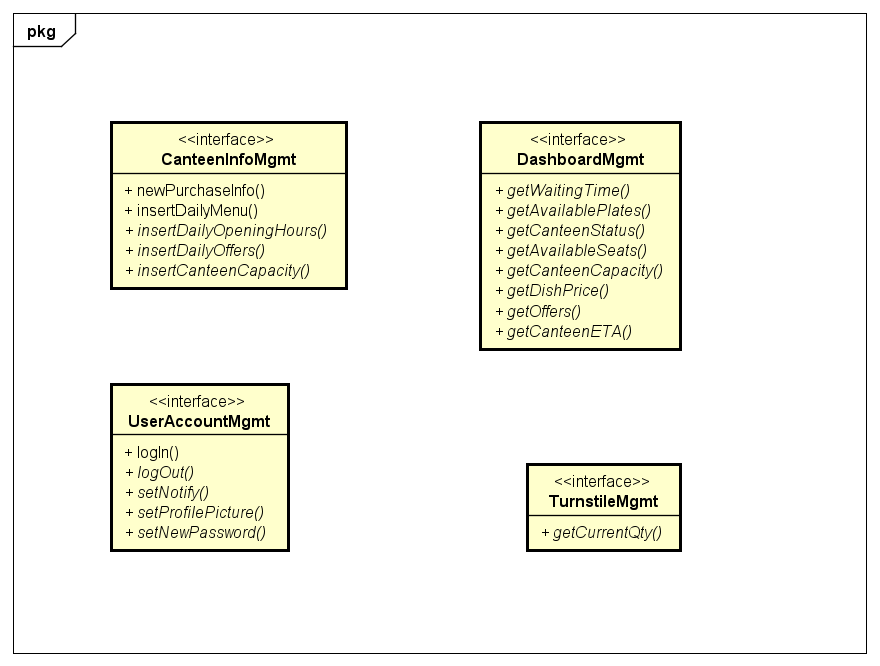 pkg
<<interface>>
CanteenInfoMgmt
+ newPurchaseInfo()
+ insertDailyMenu()
+ insertDailyOpeningHours()
+ insertDailyOffers()
+ insertCanteenCapacity()
<<interface>>
DashboardMgmt
+ getWaitingTime()
+ getAvailablePlates()
+ getCanteenStatus()
+ getAvailableSeats()
+ getCanteenCapacity()
+ getDishPrice()
+ getOffers()
+ getCanteenETA()
<<interface>>
UserAccountMgmt
+ logIn()
+ logOut()
+ setNotify()
+ setProfilePicture()
+ setNewPassword()
<<interface>>
TurnstileMgmt
+ getCurrentQty()